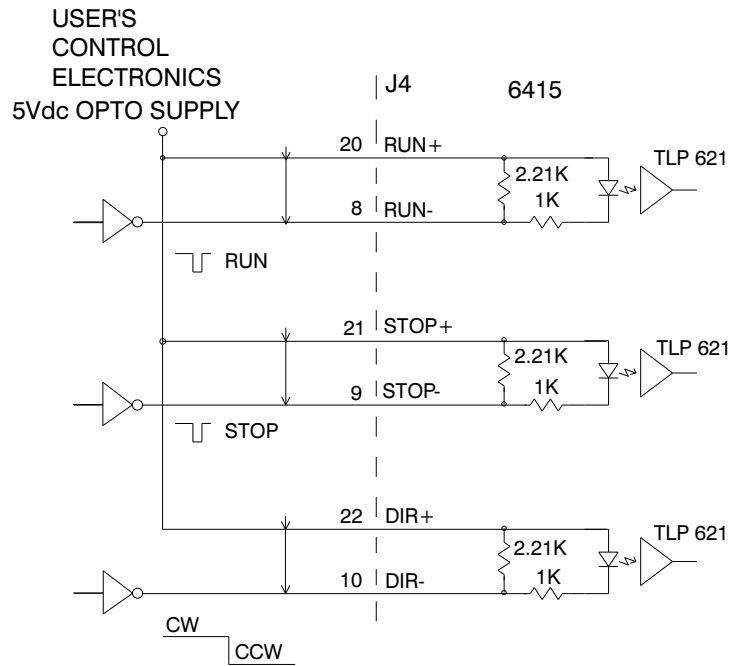 USER'S
CONTROL
ELECTRONICS
5Vdc OPTO SUPPLY
J4
6415
20 RUN+
TLP 621
2.21K
1K
8 RUN-
RUN
21 STOP+
TLP 621
2.21K
1K
9 STOP-
STOP
22 DIR+
TLP 621
2.21K
1K
10 DIR-
CW
CCW